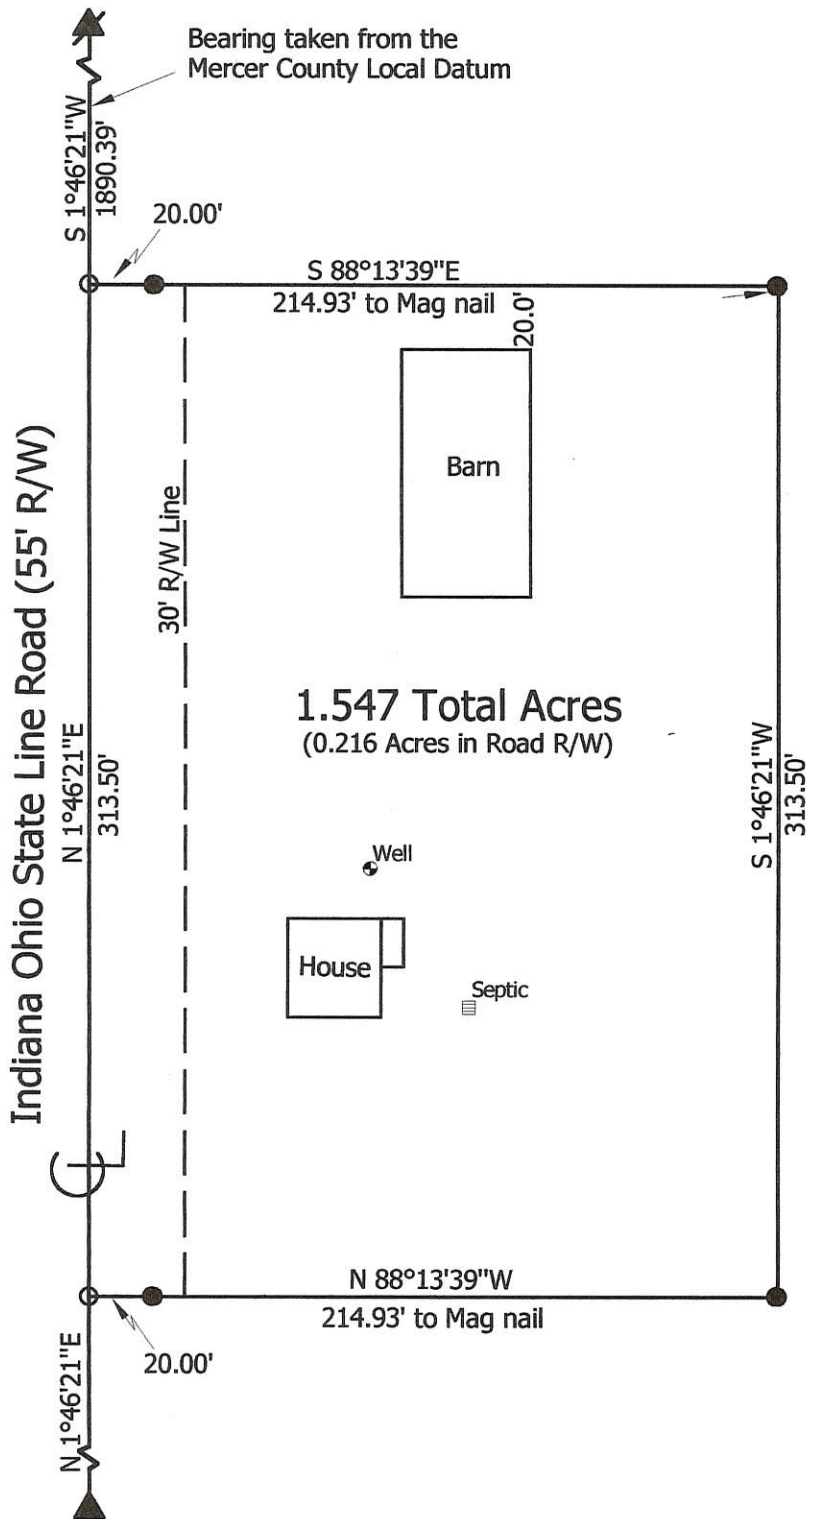 Bearing taken from the
Mercer County Local Datum
S 1°46'21"W
1890.39'
20.00'
S 88°13'39"E
214.93' to Mag nail
20.0'
Barn
Indiana Ohio State Line Road (55' R/W)
30' R/W Line
1.547 Total Acres
(0.216 Acres in Road R/W)
N 1°46'21"E
313.50'
S 1°46'21"W
313.50'
Well
House
Septic
N 88°13'39"W
214.93' to Mag nail
20.00'
N 1°46'21"E